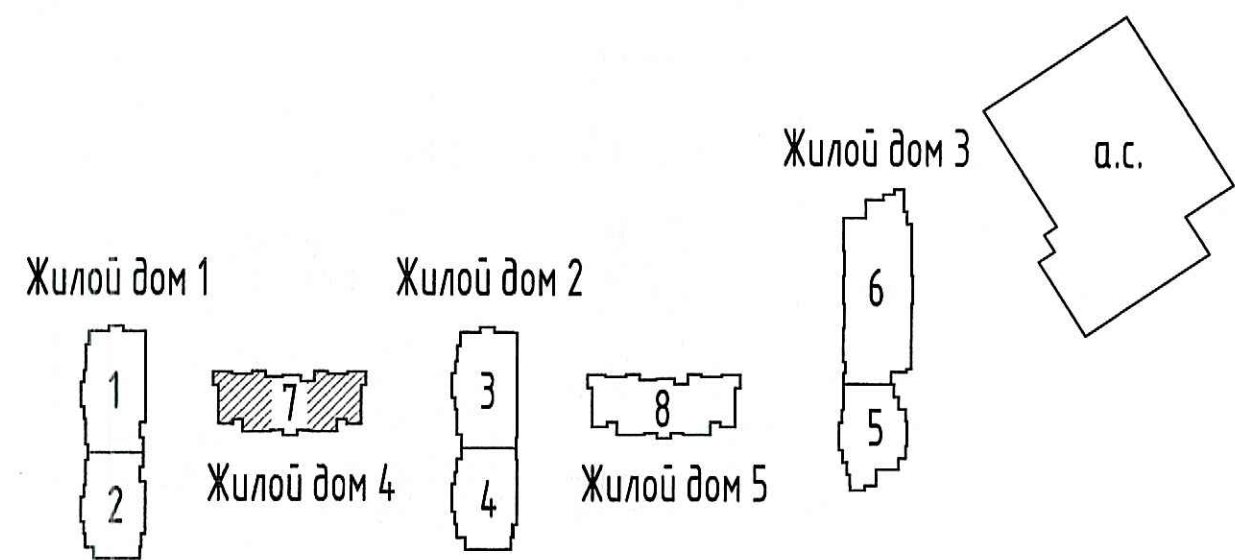 Жилой дом 3
а.с.
6
5
Жилой дом 1
1
2
Жилой дом 2
3
4
7
Жилой дом 4
8
Жилой дом 5